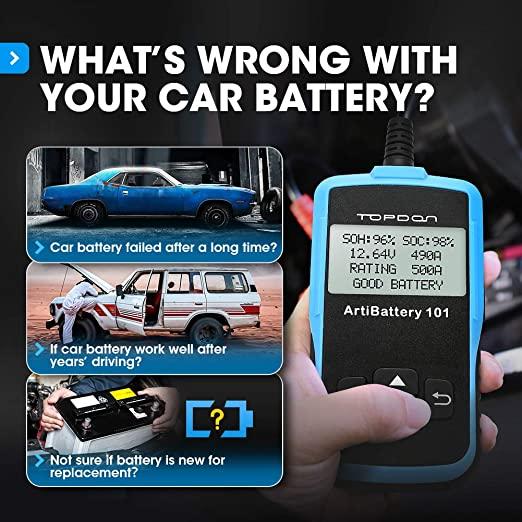 WHAT'S WRONG WITH
YOUR CAR BATTERY?
Car battery failed after a long time?
If car battery work well after
years' driving?
?
Not sure if battery is new for
replacement?
TOPDON
SOH:96% SOC:98%
12.64V 490A
RATING 500A
GOOD BATTERY
ArtiBattery 101